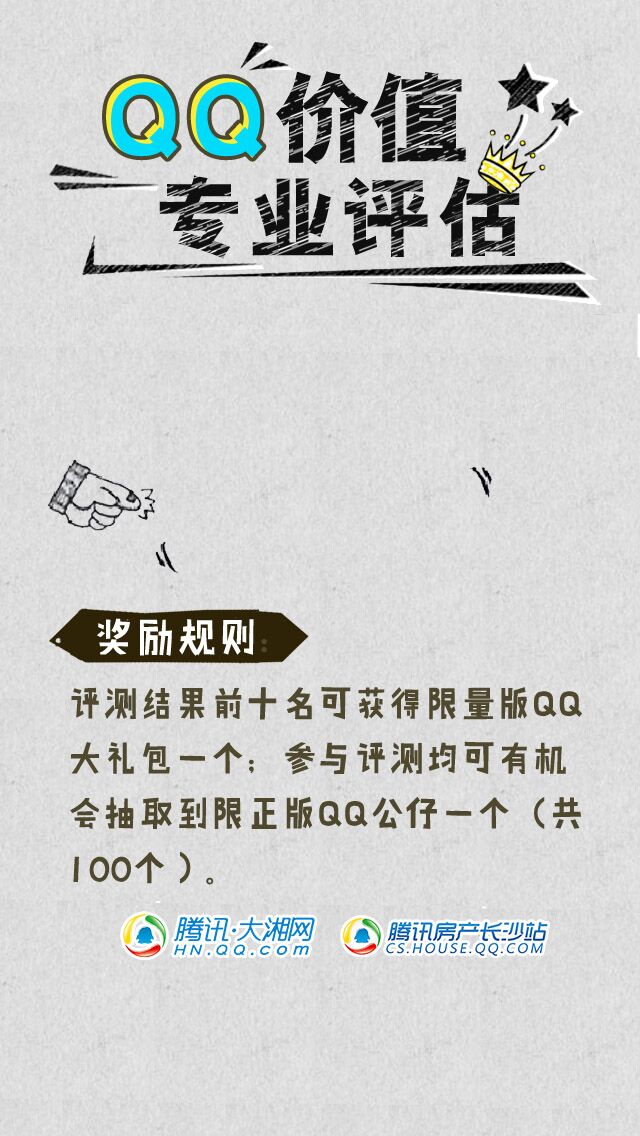 QQ价值
专业评估
奖励规则
评测结果前十名可获得限量版QQ
大礼包一个；参与评测均可有机
会抽取到限正版QQ公仔一个（共
100个）。
腾讯·大湘网 腾讯房产长沙站
HN.QQ.com CS.HOUSE.QQ.COM